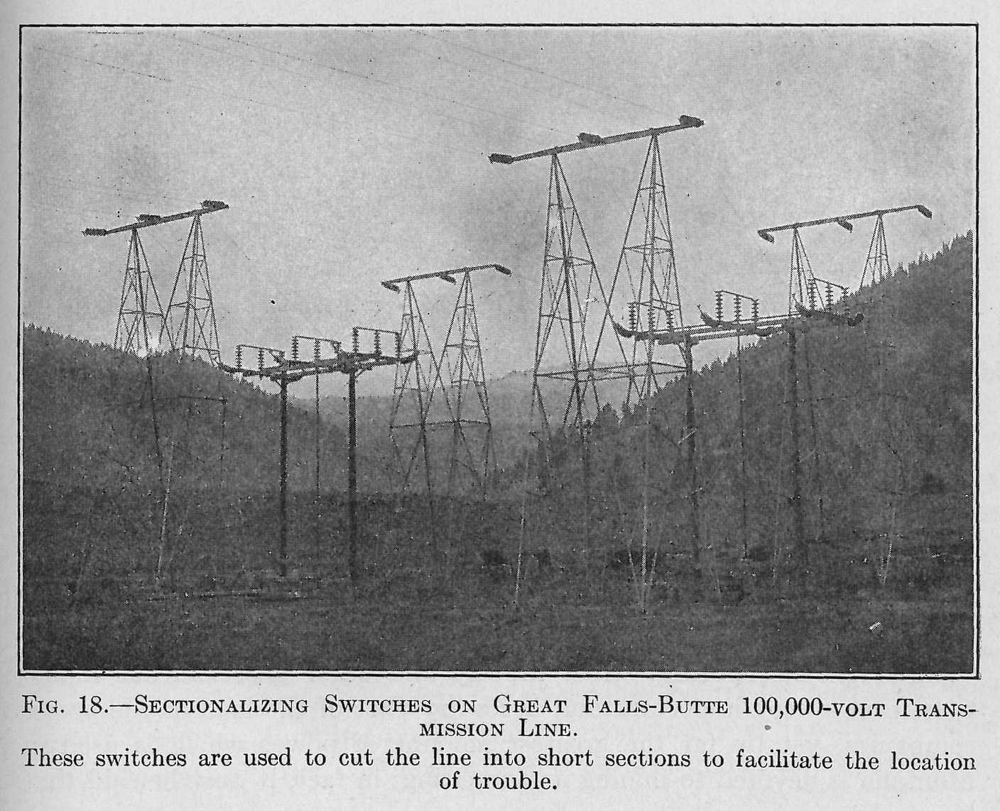 Fig. 18.—Sectionalizing Switches on Great Falls-Butte 100,000-volt Trans-
mission Line.
These switches are used to cut the line into short sections to facilitate the location
of trouble.